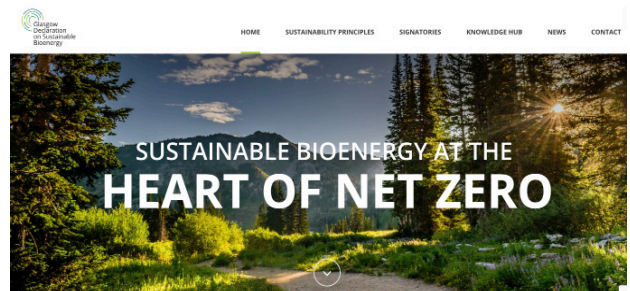 Glasgow
Declaration
on Sustainable
Bioenergy
HOME SUSTAINABILITY PRINCIPLES SIGNATORIES KNOWLEDGE HUB NEWS CONTACT
SUSTAINABLE BIOENERGY AT THE
HEART OF NET ZERO